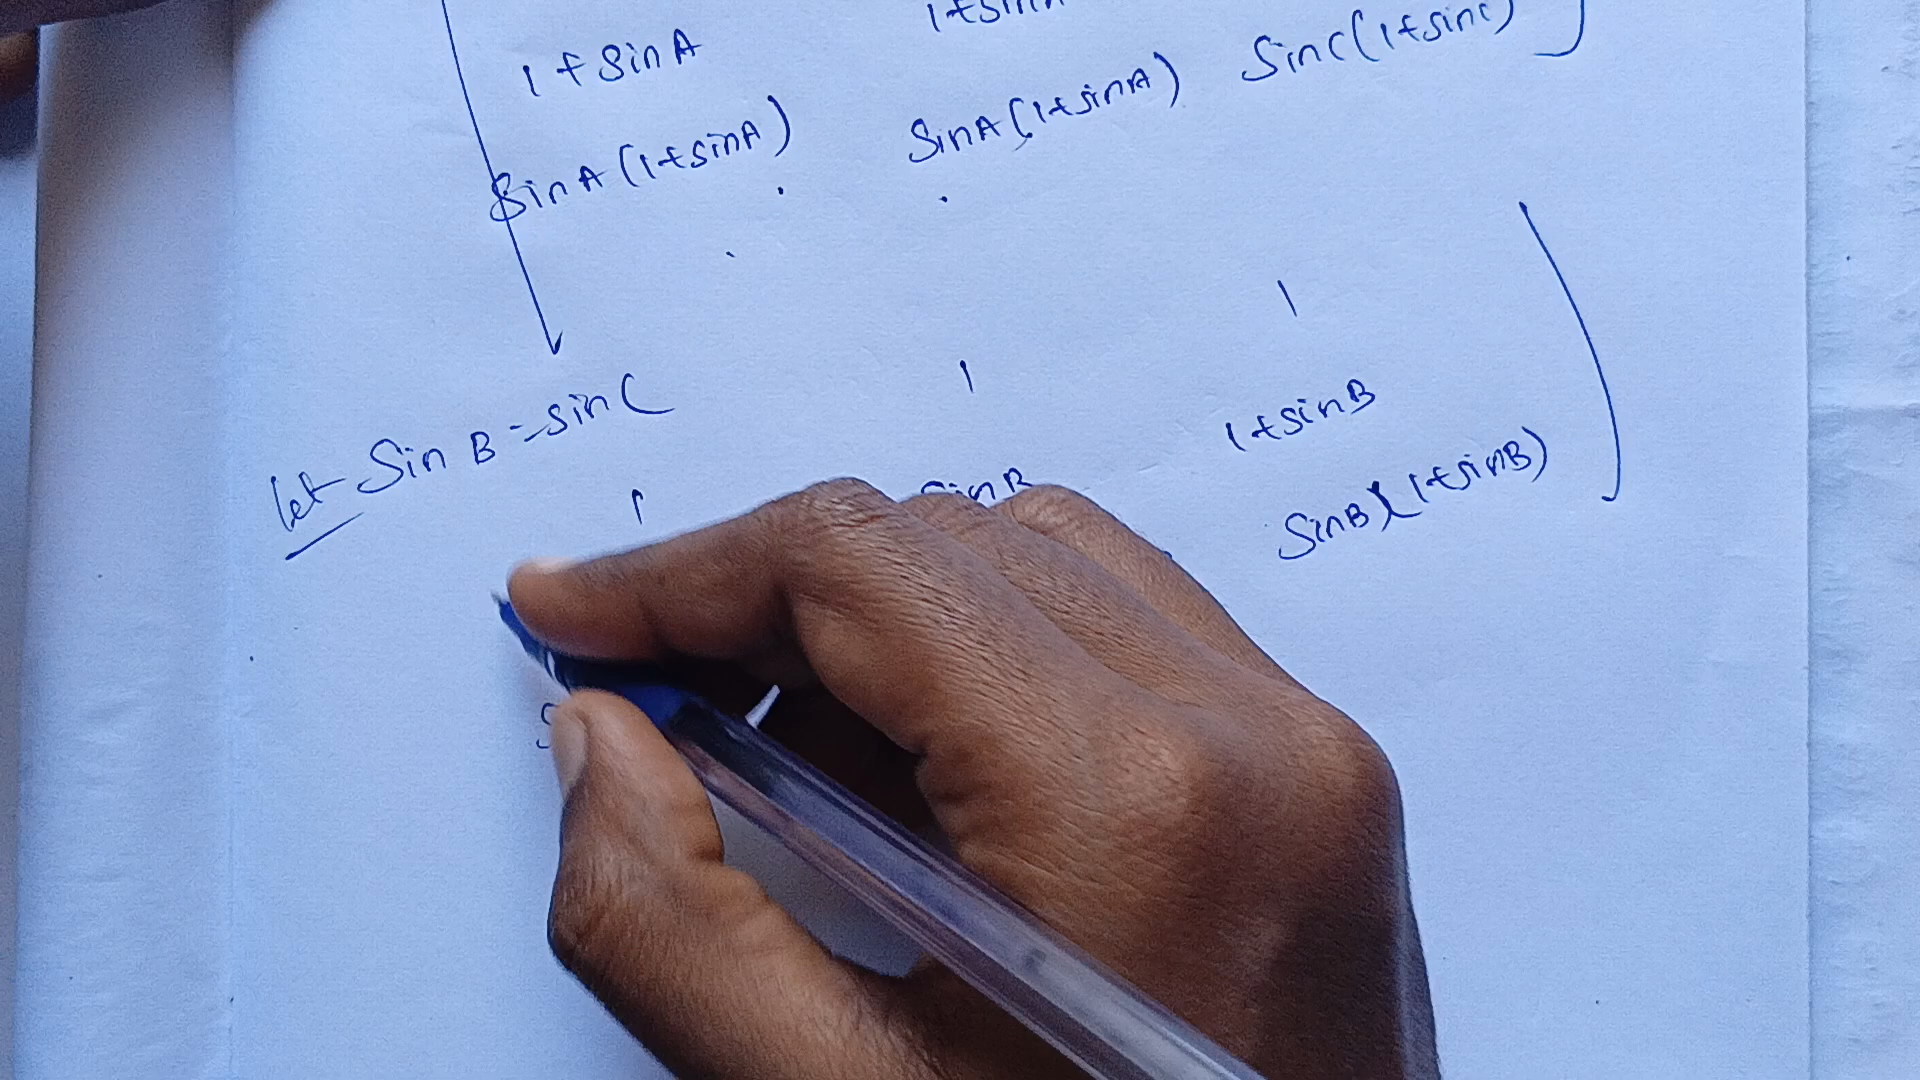 1+sinA
sinA(1+sinA) sinA(1+sinA) sinC(1+sinC)
let sinB=sinC
1 1 1
sinB 1+sinB
sinB(1+sinB)